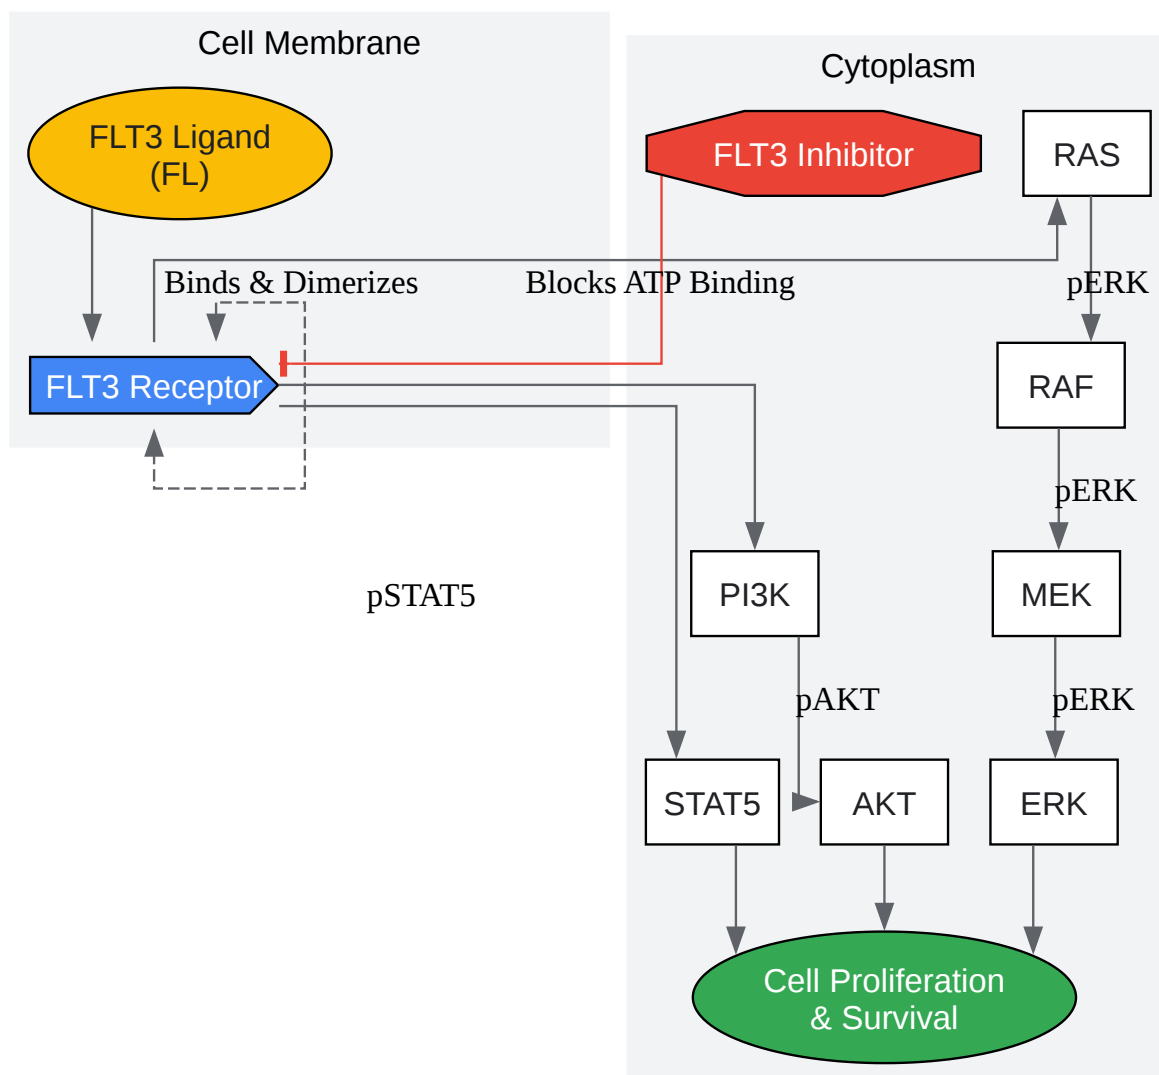 Cell Membrane
Cytoplasm
FLT3 Ligand
(FL)
FLT3 Inhibitor
RAS
Binds & Dimerizes
Blocks ATP Binding
pERK
FLT3 Receptor
RAF
pERK
pSTAT5
PI3K
MEK
pAKT
pERK
STAT5
AKT
ERK
Cell Proliferation
& Survival